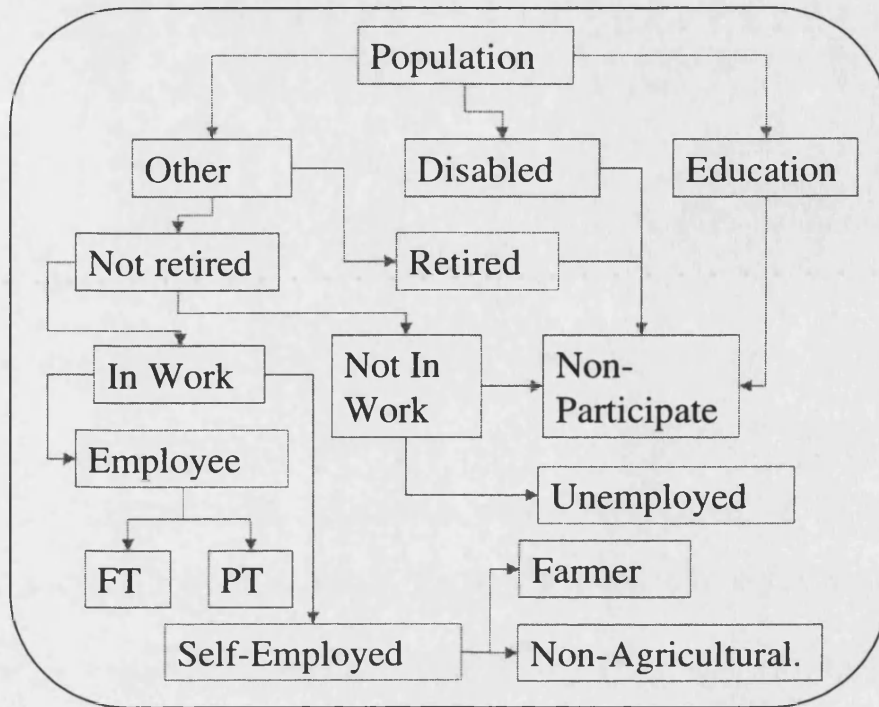 Population
Other
Disabled
Education
Not retired
Retired
In Work
Not In
Work
Non-
Participate
Employee
Unemployed
FT
PT
Farmer
Self-Employed
Non-Agricultural.